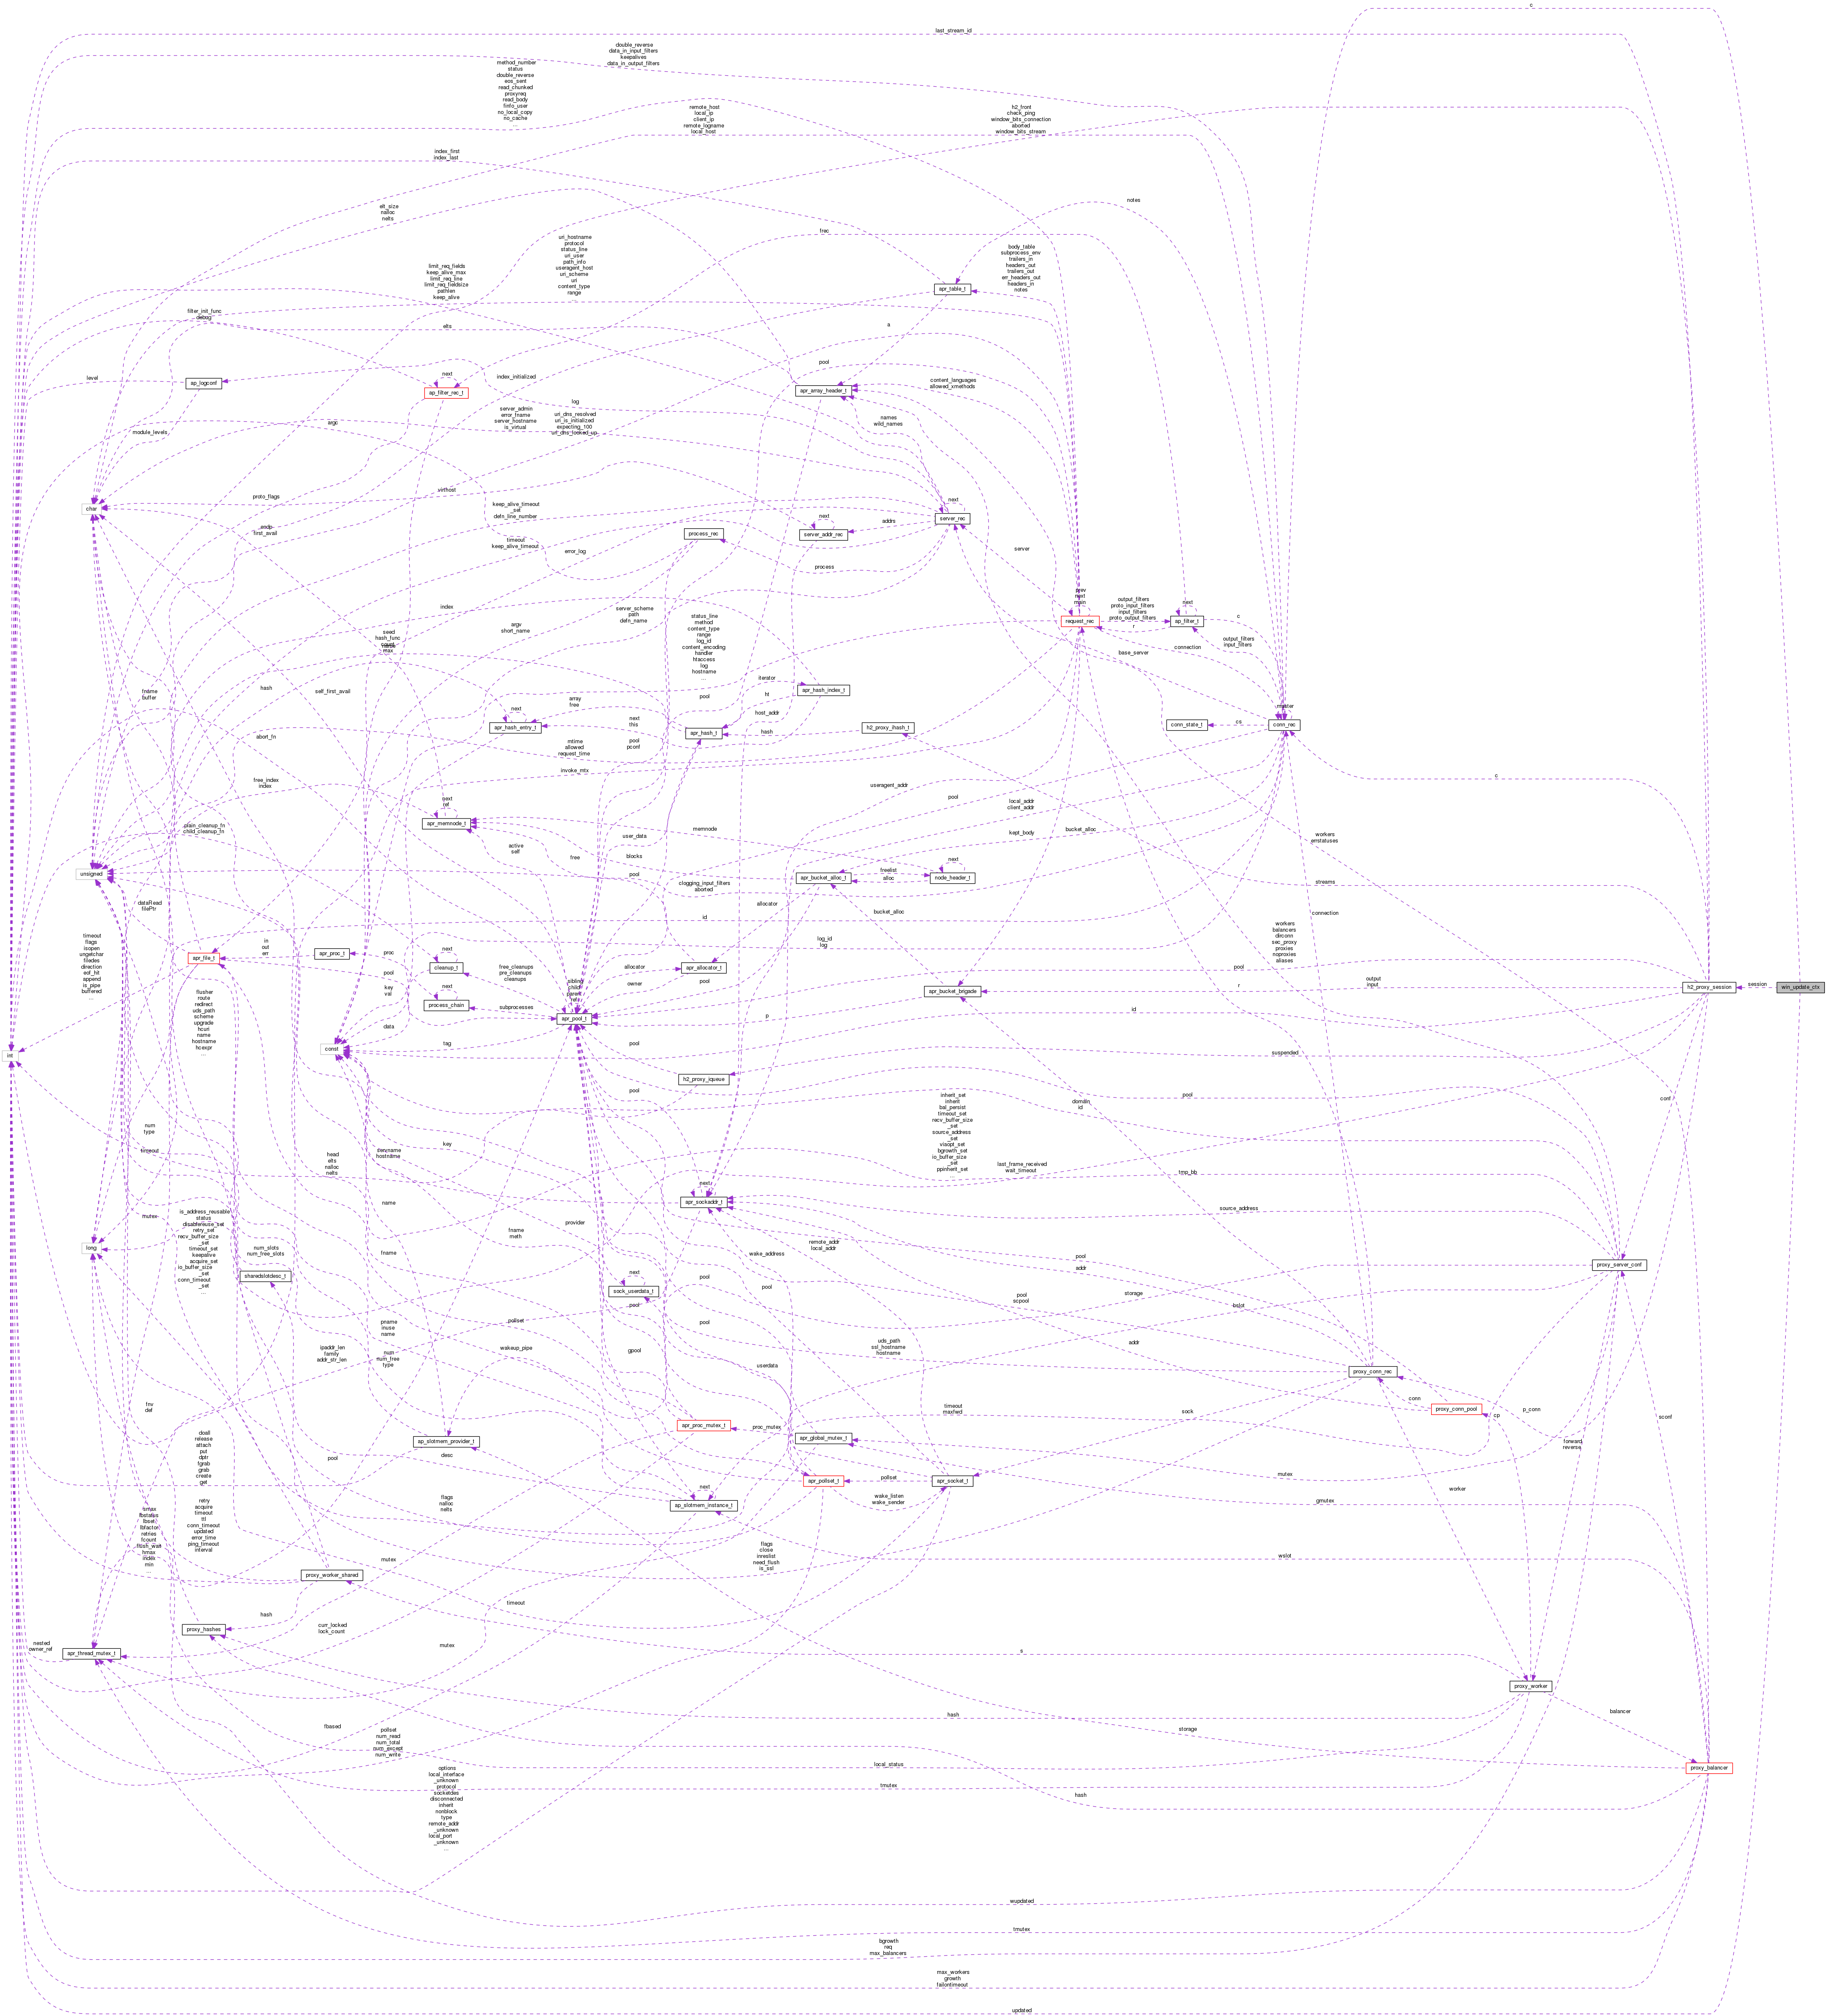 c
last_stream_id
double_reverse
data_in_input_filters
keepalives
data_in_output_filters
method_number
status
double_reverse
eos_sent
read_chunked
proxyreq
read_body
finfo_user
no_local_copy
no_cache
...
remote_host
local_ip
client_ip
remote_logname
local_host
h2_front
check_ping
window_bits_connection
aborted
window_bits_stream
index_first
index_last
notes
elt_size
nalloc
nelts
frec
uri_hostname
protocol
status_line
uri_user
path_info
useragent_host
uri_scheme
uri
content_type
range
...
body_table
subprocess_env
trailers_in
headers_out
trailers_out
err_headers_out
headers_in
notes
limit_req_fields
keep_alive_max
limit_req_line
limit_req_fieldsize
pathlen
keep_alive
apr_table_t
filter_init_func
debug
elts
a
pool
level
ap_logconf
next
ap_filter_rec_t
index_initialized
apr_array_header_t
content_languages
allowed_xmethods
log
server_admin
error_fname
server_hostname
is_virtual
uri_dns_resolved
uri_is_initialized
expecting_100
uri_dns_looked_up
names
wild_names
module_levels
argc
virthost
proto_flags
char
keep_alive_timeout
_set
defn_line_number
endp
first_avail
next
server_rec
addrs
next
server_addr_rec
process_rec
timeout
keep_alive_timeout
error_log
server
process
index
server_scheme
path
defn_name
argv
short_name
status_line
method
content_type
range
log_id
content_encoding
handler
htaccess
log
hostname
...
prev
next
main
request_rec
output_filters
proto_input_filters
input_filters
proto_output_filters
r
next
ap_filter_t
c
output_filters
input_filters
connection
base_server
seed
hash_func
count
max
hash
self_first_avail
fname
buffer
pool
iterator
apr_hash_index_t
ht
host_addr
array
free
next
apr_hash_entry_t
next
this
apr_hash_t
hash
h2_proxy_ihash_t
conn_state_t
cs
master
conn_rec
abort_fn
mtime
allowed
request_time
pool
pconf
invoke_mtx
c
free_index
index
useragent_addr
pool
local_addr
client_addr
next
ref
apr_memnode_t
memnode
kept_body
bucket_alloc
plain_cleanup_fn
child_cleanup_fn
user_data
workers
errstatuses
active
self
free
blocks
pool
unsigned
clogging_input_filters
aborted
apr_bucket_alloc_t
freelist
alloc
next
node_header_t
streams
dataRead
filePtr
allocator
bucket_alloc
connection
id
log_id
log
workers
balancers
dirconn
sec_proxy
proxies
noproxies
aliases
timeout
flags
isopen
ungetchar
filedes
direction
eof_hit
append
is_pipe
buffered
...
in
out
err
apr_file_t
apr_proc_t
proc
next
cleanup_t
free_cleanups
pre_cleanups
cleanups
allocator
apr_allocator_t
pool
pool
key
val
next
process_chain
subprocesses
sibling
child
parent
refs
owner
pool
apr_bucket_brigade
r
output
input
h2_proxy_session
session
win_update_ctx
flusher
route
redirect
uds_path
scheme
upgrade
hcuri
name
hostname
hcexpr
...
apr_pool_t
p
id
data
tag
const
int
pool
suspended
h2_proxy_iqueue
conf
pool
pool
domain
id
num
type
inherit_set
inherit
bal_persist
timeout_set
recv_buffer_size
_set
source_address
_set
viaopt_set
bgrowth_set
io_buffer_size
_set
ppinherit_set
...
key
timeout
servname
hostname
head
elts
nalloc
nelts
last_frame_received
wait_timeout
tmp_bb
next
apr_sockaddr_t
name
source_address
mutex
is_address_reusable
status
disablereuse_set
retry_set
recv_buffer_size
_set
timeout_set
keepalive
acquire_set
io_buffer_size
_set
conn_timeout
_set
...
provider
fname
meth
long
num_slots
num_free_slots
fname
wake_address
remote_addr
local_addr
pool
addr
proxy_server_conf
sharedslotdesc_t
next
sock_userdata_t
pool
pool
pool
pool
scpool
storage
bslot
pname
inuse
name
pollset
pool
uds_path
ssl_hostname
hostname
addr
ipaddr_len
family
addr_str_len
wakeup_pipe
num
num_free
type
gpool
userdata
proxy_conn_rec
fnv
def
timeout
maxfwd
conn
proxy_conn_pool
sock
p_conn
cp
sconf
apr_proc_mutex_t
proc_mutex
apr_global_mutex_t
ap_slotmem_provider_t
forward
reverse
doall
release
attach
put
dptr
fgrab
grab
create
get
pool
desc
apr_pollset_t
pollset
apr_socket_t
mutex
worker
lbmax
lbstatus
lbset
lbfactor
retries
fcount
flush_wait
hmax
index
min
...
retry
acquire
timeout
ttl
conn_timeout
updated
error_time
ping_timeout
interval
flags
nalloc
nelts
next
ap_slotmem_instance_t
wake_listen
wake_sender
gmutex
mutex
flags
close
inreslist
need_flush
is_ssl
wslot
proxy_worker_shared
hash
timeout
curr_locked
lock_count
proxy_hashes
nested
owner_ref
apr_thread_mutex_t
mutex
s
proxy_worker
hash
balancer
fbased
pollset
num_read
num_total
num_except
num_write
storage
local_status
proxy_balancer
options
local_interface
_unknown
protocol
socketdes
disconnected
inherit
nonblock
type
remote_addr
_unknown
local_port
_unknown
...
tmutex
hash
wupdated
tmutex
bgrowth
req
max_balancers
max_workers
growth
failontimeout
updated